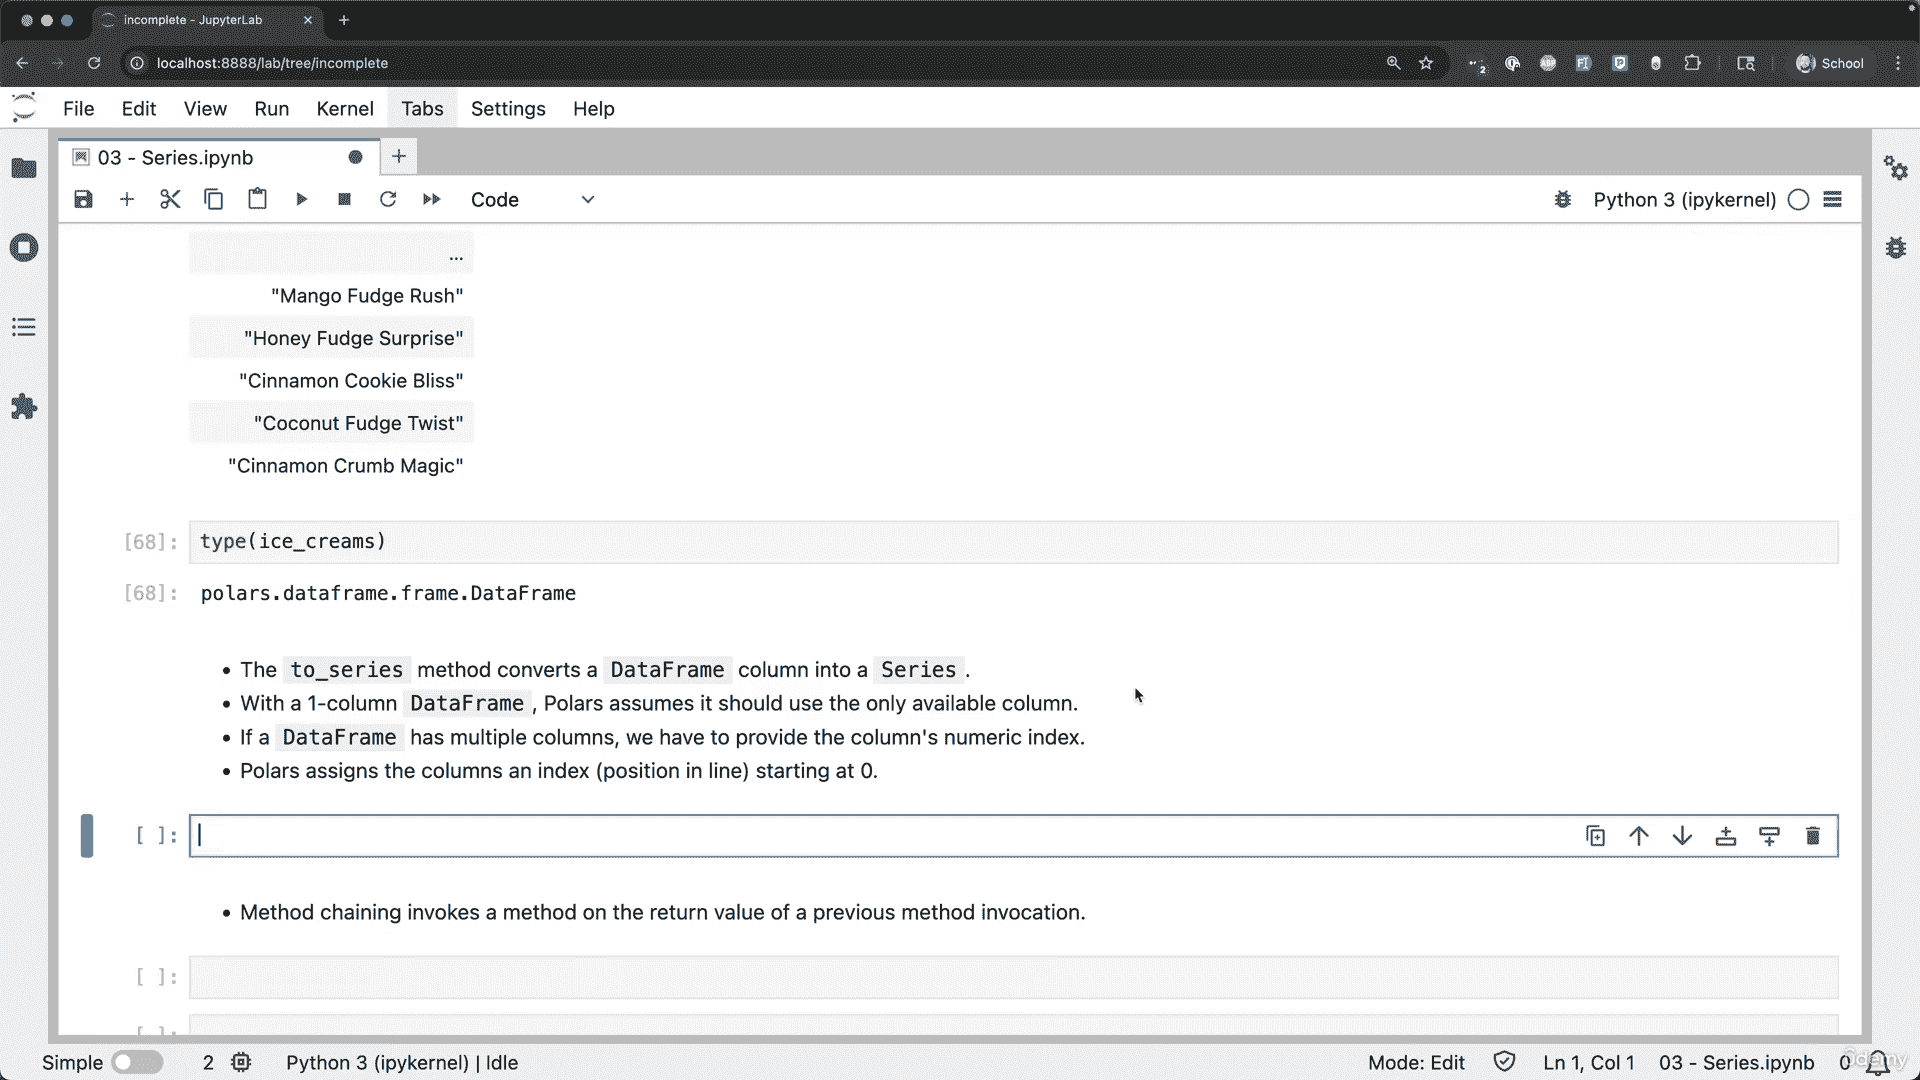 incomplete - JupyterLab
localhost:8888/lab/tree/incomplete
2
ABP
School
File Edit View Run Kernel Tabs Settings Help
03 - Series.ipynb
Code
Python 3 (ipykernel)
...
"Mango Fudge Rush"
"Honey Fudge Surprise"
"Cinnamon Cookie Bliss"
"Coconut Fudge Twist"
"Cinnamon Crumb Magic"
[68]: type(ice_creams)
[68]: polars.dataframe.frame.DataFrame
• The to_series method converts a DataFrame column into a Series .
• With a 1-column DataFrame , Polars assumes it should use the only available column.
• If a DataFrame has multiple columns, we have to provide the column's numeric index.
• Polars assigns the columns an index (position in line) starting at 0.
[ ]:
• Method chaining invokes a method on the return value of a previous method invocation.
[ ]:
[ ]:
Simple 2 Python 3 (ipykernel) | Idle Mode: Edit Ln 1, Col 1 03 - Series.ipynb 0
udemy